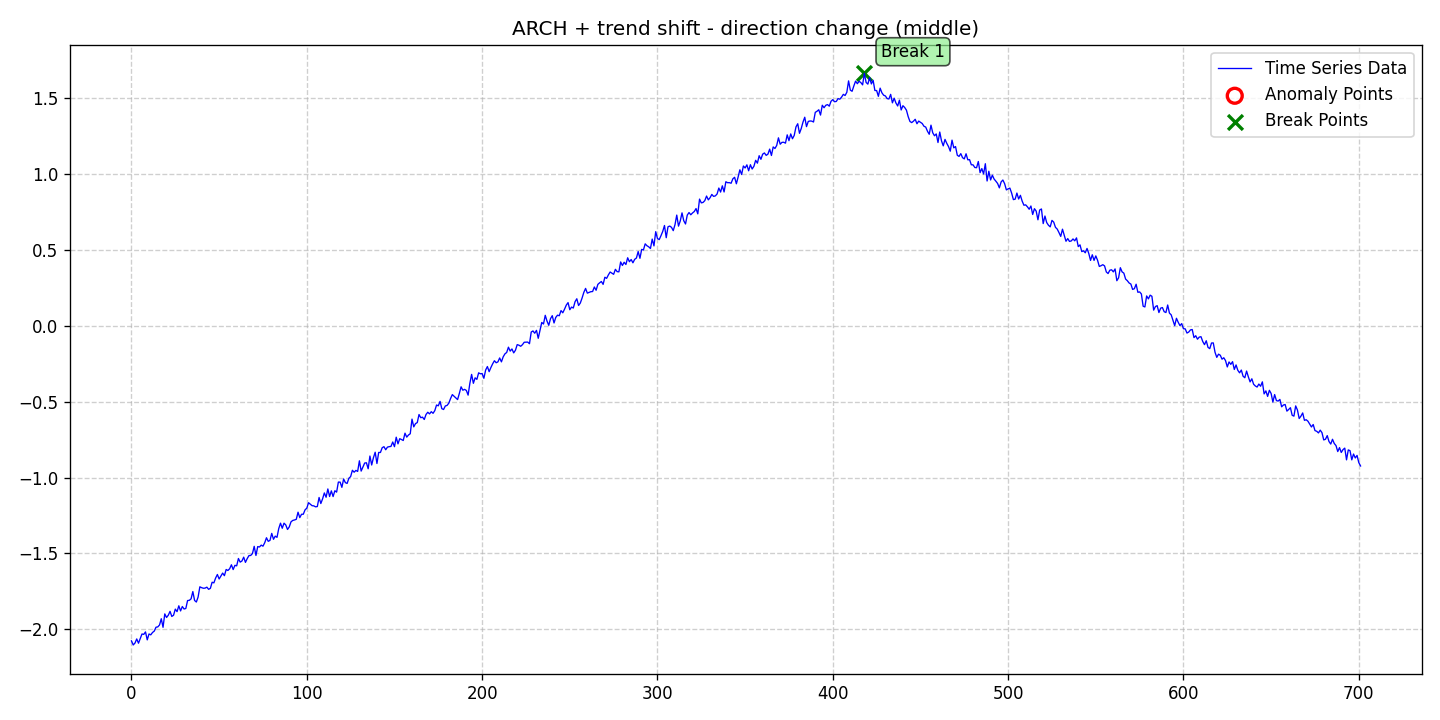 ARCH + trend shift - direction change (middle)
Break 1
Time Series Data
Anomaly Points
Break Points
1.5
1.0
0.5
0.0
−0.5
−1.0
−1.5
−2.0
0 100 200 300 400 500 600 700